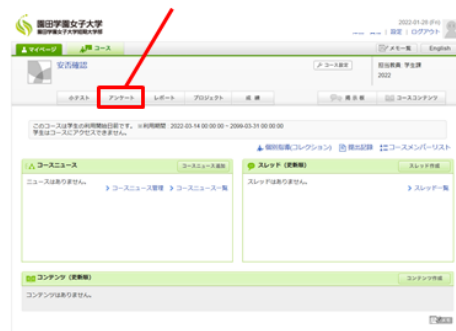 園田学園女子大学
園田学園女子大学短期大学部
2022-01-28 (Fri)
設定 | ログアウト
マイページ コース
メモ一覧 English
安否確認
コース設定
担当教員 学生課
2022
小テスト アンケート レポート プロジェクト 成績 掲示板 コースコンテンツ
このコースは学生の利用開始日前です。 ※利用期間: 2022-03-14 00:00:00 - 2099-03-31 00:00:00
学生はコースにアクセスできません。
個別指導(コレクション) 提出記録 コースメンバーリスト
コースニュース コースニュース追加
ニュースはありません。
コースニュース管理 コースニュース一覧
スレッド (更新順) スレッド作成
スレッドはありません。
スレッド一覧
コンテンツ (更新順) コンテンツ作成
コンテンツはありません。